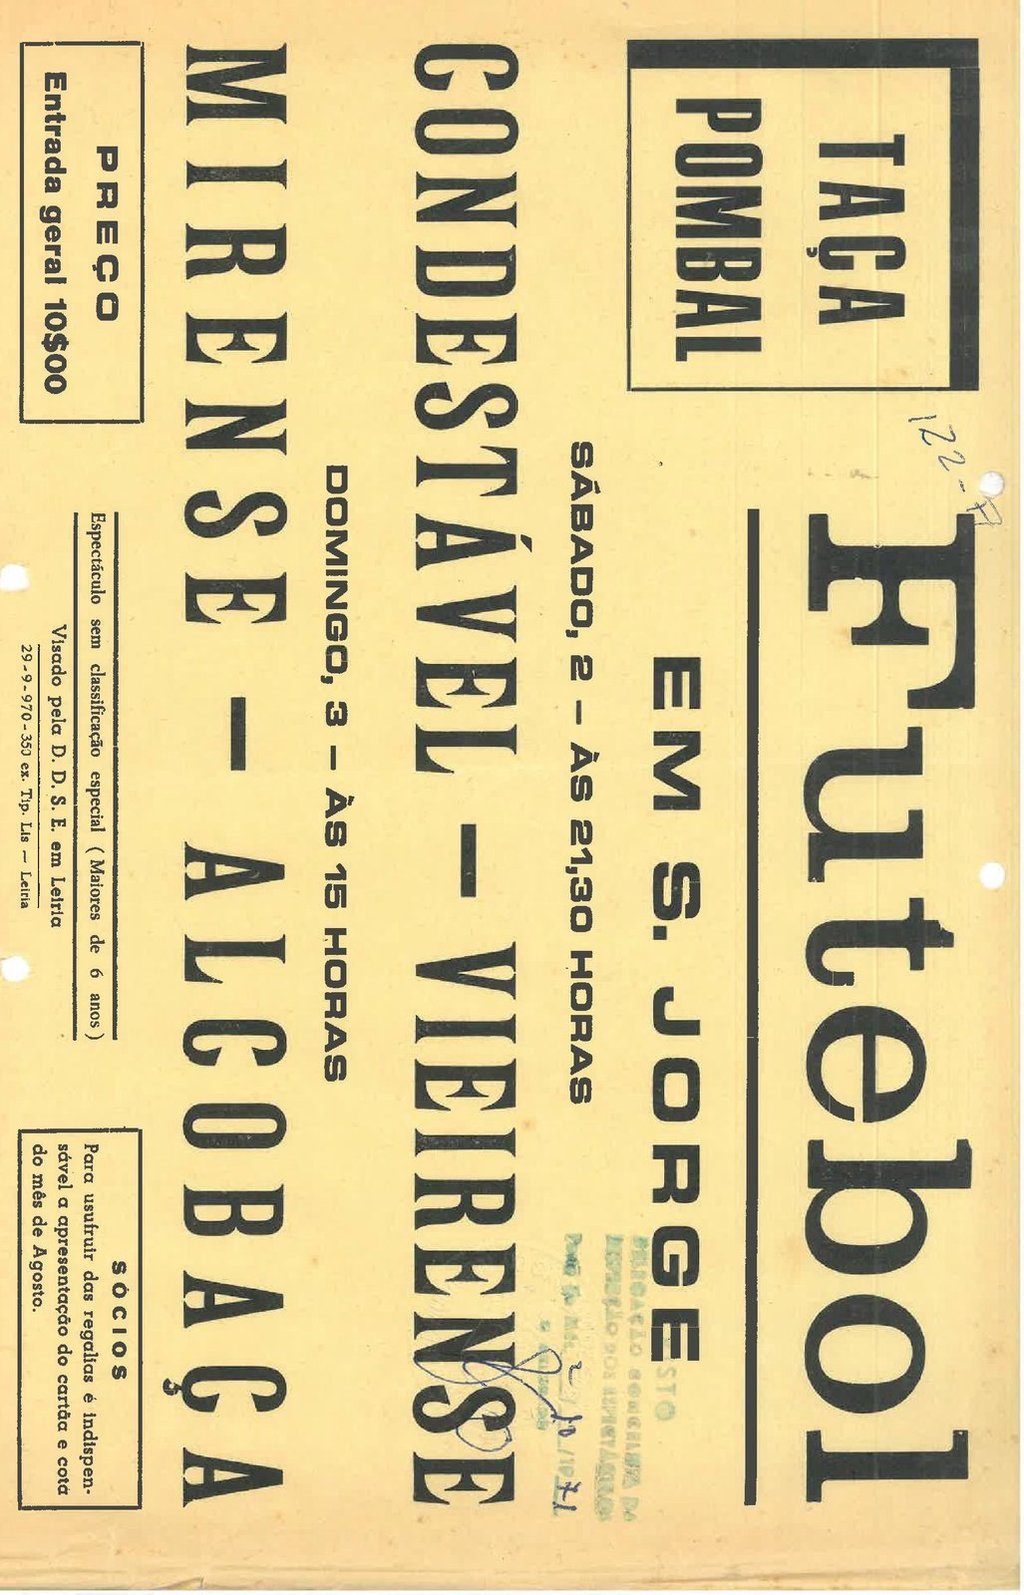 TAÇA
POMBAL
122-A
Futebol
EM S. JORGE
SÁBADO, 2 — ÀS 21,30 HORAS
CONDESTÁVEL — VIEIRENSE
DOMINGO, 3 — ÀS 15 HORAS
MIRENSE — ALCOBAÇA
PREÇO
Entrada geral 10$00
Espectáculo sem classificação especial (Maiores de 6 anos)
Visado pela D. D. S. E. em Leiria
29-9-970-350 ex. Tip. Lis — Leiria
SÓCIOS
Para usufruir das regalias é indispen-
sável a apresentação do cartão e cota
do mês de Agosto.